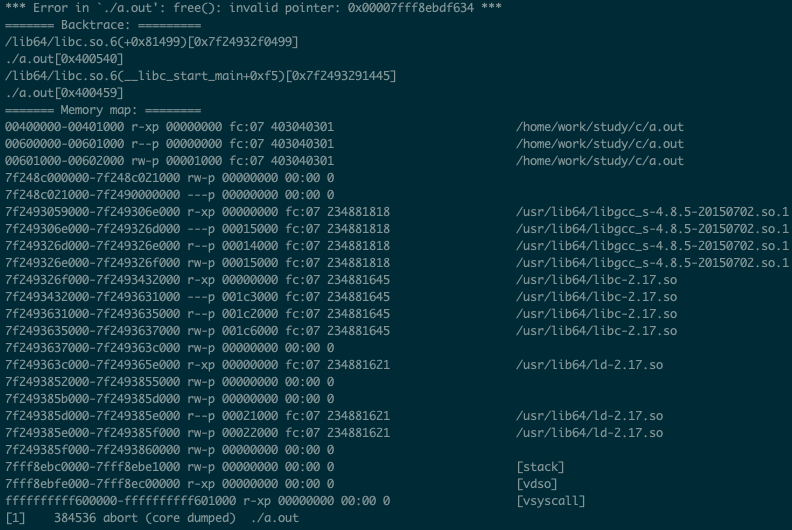 *** Error in `./a.out': free(): invalid pointer: 0x00007fff8ebdf634 ***
======= Backtrace: =========
/lib64/libc.so.6(+0x81499)[0x7f24932f0499]
./a.out[0x400540]
/lib64/libc.so.6(__libc_start_main+0xf5)[0x7f2493291445]
./a.out[0x400459]
======= Memory map: ========
00400000-00401000 r-xp 00000000 fc:07 403040301 /home/work/study/c/a.out
00600000-00601000 r--p 00000000 fc:07 403040301 /home/work/study/c/a.out
00601000-00602000 rw-p 00001000 fc:07 403040301 /home/work/study/c/a.out
7f248c000000-7f248c021000 rw-p 00000000 00:00 0
7f248c021000-7f2490000000 ---p 00000000 00:00 0
7f2493059000-7f249306e000 r-xp 00000000 fc:07 234881818 /usr/lib64/libgcc_s-4.8.5-20150702.so.1
7f249306e000-7f249326d000 ---p 00015000 fc:07 234881818 /usr/lib64/libgcc_s-4.8.5-20150702.so.1
7f249326d000-7f249326e000 r--p 00014000 fc:07 234881818 /usr/lib64/libgcc_s-4.8.5-20150702.so.1
7f249326e000-7f249326f000 rw-p 00015000 fc:07 234881818 /usr/lib64/libgcc_s-4.8.5-20150702.so.1
7f249326f000-7f2493432000 r-xp 00000000 fc:07 234881645 /usr/lib64/libc-2.17.so
7f2493432000-7f2493631000 ---p 001c3000 fc:07 234881645 /usr/lib64/libc-2.17.so
7f2493631000-7f2493635000 r--p 001c2000 fc:07 234881645 /usr/lib64/libc-2.17.so
7f2493635000-7f2493637000 rw-p 001c6000 fc:07 234881645 /usr/lib64/libc-2.17.so
7f2493637000-7f249363c000 rw-p 00000000 00:00 0
7f249363c000-7f249365e000 r-xp 00000000 fc:07 234881621 /usr/lib64/ld-2.17.so
7f2493852000-7f2493855000 rw-p 00000000 00:00 0
7f249385b000-7f249385d000 rw-p 00000000 00:00 0
7f249385d000-7f249385e000 r--p 00021000 fc:07 234881621 /usr/lib64/ld-2.17.so
7f249385e000-7f249385f000 rw-p 00022000 fc:07 234881621 /usr/lib64/ld-2.17.so
7f249385f000-7f2493860000 rw-p 00000000 00:00 0
7fff8ebc0000-7fff8ebe1000 rw-p 00000000 00:00 0 [stack]
7fff8ebfe000-7fff8ec00000 r-xp 00000000 00:00 0 [vdso]
ffffffffff600000-ffffffffff601000 r-xp 00000000 00:00 0 [vsyscall]
[1] 384536 abort (core dumped) ./a.out